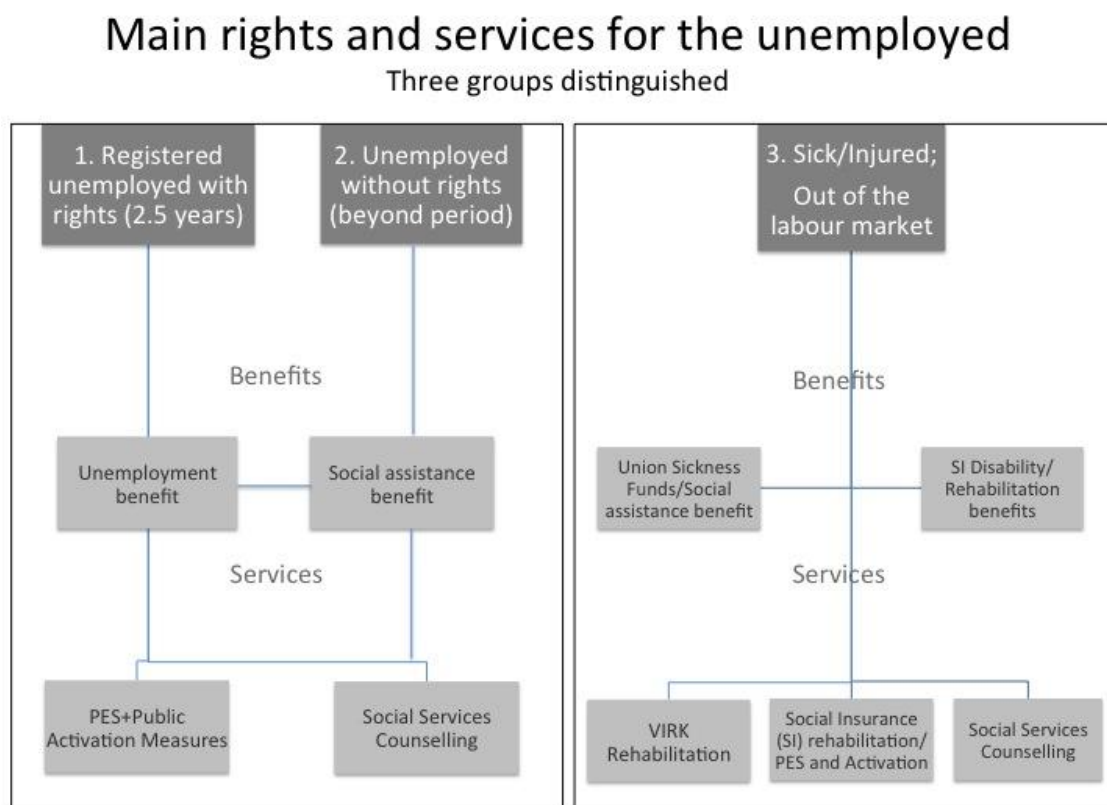 Main rights and services for the unemployed
Three groups distinguished
1. Registered
unemployed with
rights (2.5 years)
2. Unemployed
without rights
(beyond period)
Benefits
Unemployment
benefit
Social assistance
benefit
Services
PES+Public
Activation Measures
Social Services
Counselling
3. Sick/Injured;
Out of the
labour market
Benefits
Union Sickness
Funds/Social
assistance benefit
SI Disability/
Rehabilitation
benefits
Services
VIRK
Rehabilitation
Social Insurance
(SI) rehabilitation/
PES and Activation
Social Services
Counselling